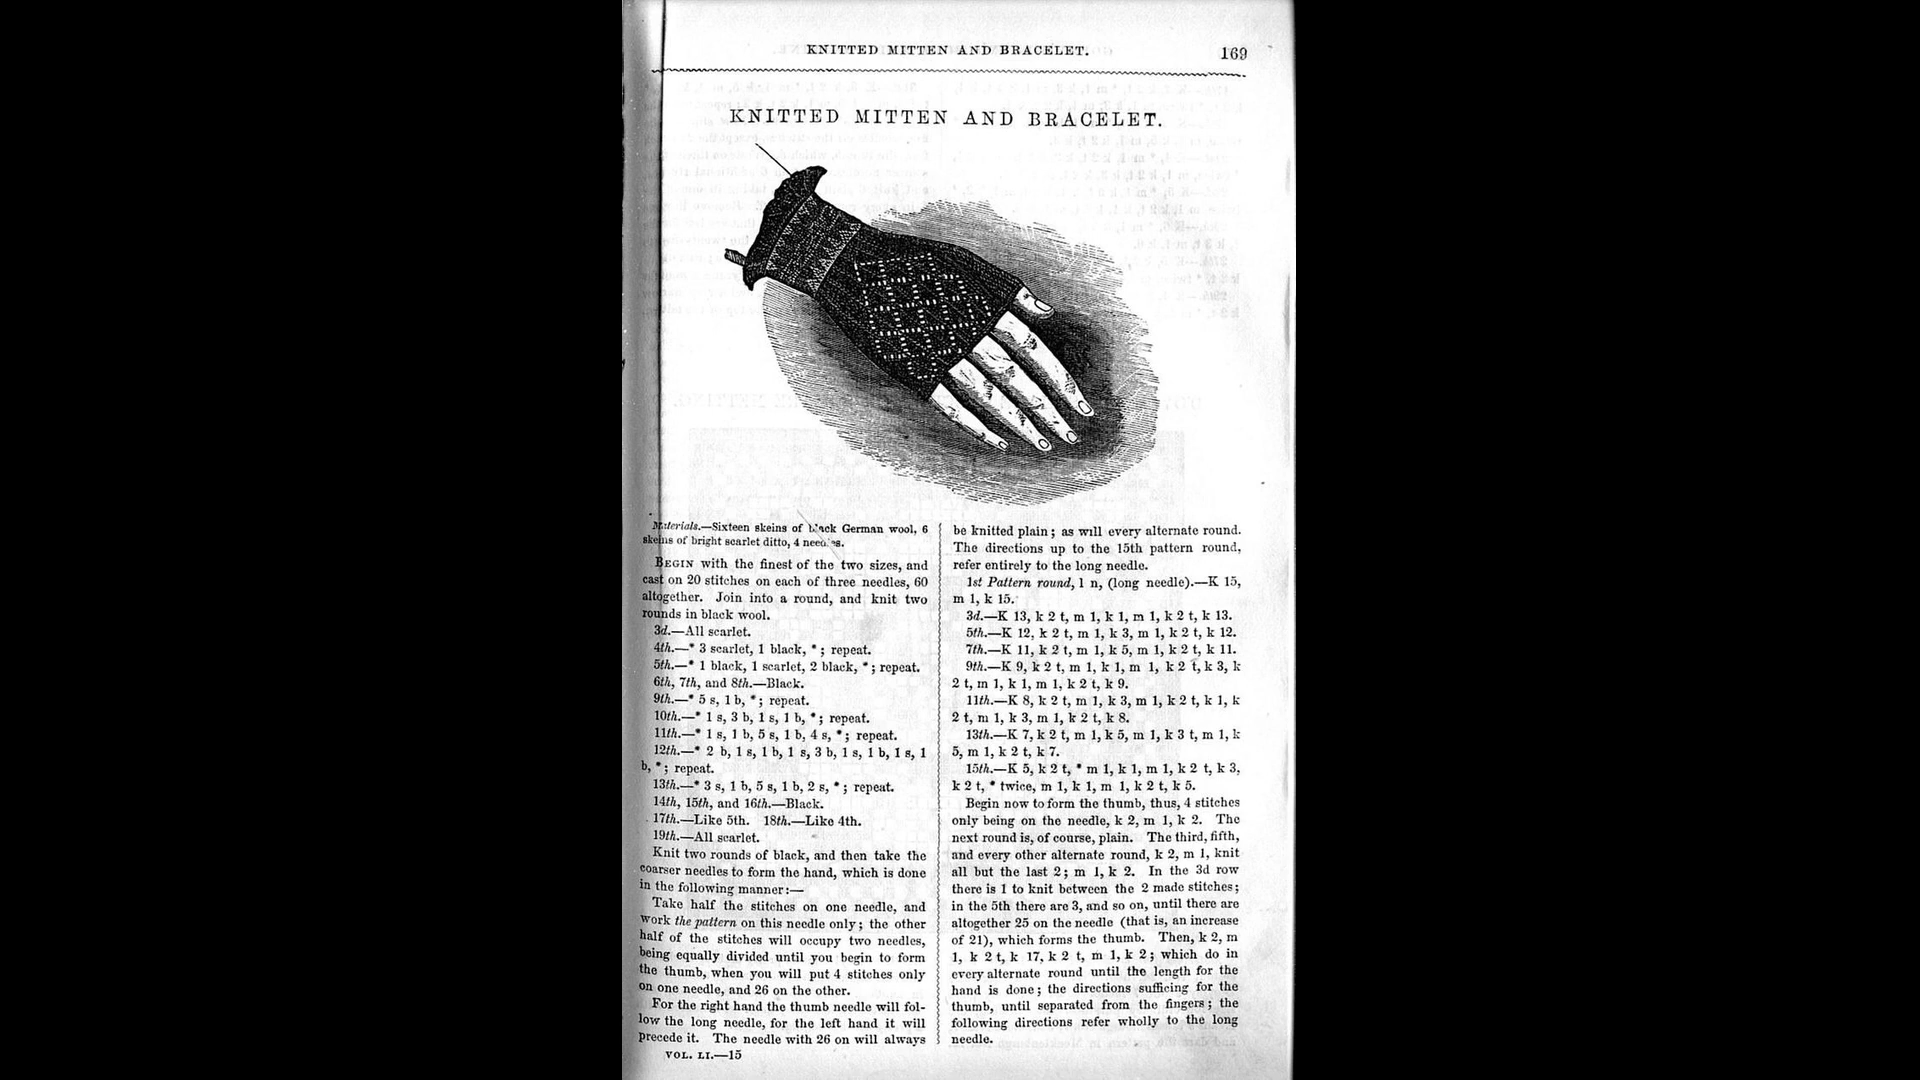 KNITTED MITTEN AND BRACELET.
169
KNITTED MITTEN AND BRACELET.
Materials.—Sixteen skeins of black German wool, 6
skeins of bright scarlet ditto, 4 needles.
BEGIN with the finest of the two sizes, and
cast on 20 stitches on each of three needles, 60
altogether. Join into a round, and knit two
rounds in black wool.
3d.—All scarlet.
4th.—* 3 scarlet, 1 black, *; repeat.
5th.—* 1 black, 1 scarlet, 2 black, *; repeat.
6th, 7th, and 8th.—Black.
9th.—* 5 s, 1 b, *; repeat.
10th.—* 1 s, 3 b, 1 s, 1 b, *; repeat.
11th.—* 1 s, 1 b, 5 s, 1 b, 4 s, *; repeat.
12th.—* 2 b, 1 s, 1 b, 1 s, 3 b, 1 s, 1 b, 1 s, 1
b, *; repeat.
13th.—* 3 s, 1 b, 5 s, 1 b, 2 s, *; repeat.
14th, 15th, and 16th.—Black.
17th.—Like 5th. 18th.—Like 4th.
19th.—All scarlet.
Knit two rounds of black, and then take the
coarser needles to form the hand, which is done
in the following manner:—
Take half the stitches on one needle, and
work the pattern on this needle only; the other
half of the stitches will occupy two needles,
being equally divided until you begin to form
the thumb, when you will put 4 stitches only
on one needle, and 26 on the other.
For the right hand the thumb needle will fol-
low the long needle, for the left hand it will
precede it. The needle with 26 on will always
VOL. LI.—15
be knitted plain; as will every alternate round.
The directions up to the 15th pattern round,
refer entirely to the long needle.
1st Pattern round, 1 n, (long needle).—K 15,
m 1, k 15.
3d.—K 13, k 2 t, m 1, k 1, m 1, k 2 t, k 13.
5th.—K 12, k 2 t, m 1, k 3, m 1, k 2 t, k 12.
7th.—K 11, k 2 t, m 1, k 5, m 1, k 2 t, k 11.
9th.—K 9, k 2 t, m 1, k 1, m 1, k 2 t, k 3, k
2 t, m 1, k 1, m 1, k 2 t, k 9.
11th.—K 8, k 2 t, m 1, k 3, m 1, k 2 t, k 1, k
2 t, m 1, k 3, m 1, k 2 t, k 8.
13th.—K 7, k 2 t, m 1, k 5, m 1, k 3 t, m 1, k
5, m 1, k 2 t, k 7.
15th.—K 5, k 2 t, * m 1, k 1, m 1, k 2 t, k 3,
k 2 t, * twice, m 1, k 1, m 1, k 2 t, k 5.
Begin now to form the thumb, thus, 4 stitches
only being on the needle, k 2, m 1, k 2. The
next round is, of course, plain. The third, fifth,
and every other alternate round, k 2, m 1, knit
all but the last 2; m 1, k 2. In the 3d row
there is 1 to knit between the 2 made stitches;
in the 5th there are 3, and so on, until there are
altogether 25 on the needle (that is, an increase
of 21), which forms the thumb. Then, k 2, m
1, k 2 t, k 17, k 2 t, m 1, k 2; which do in
every alternate round until the length for the
hand is done; the directions sufficing for the
thumb, until separated from the fingers; the
following directions refer wholly to the long
needle.